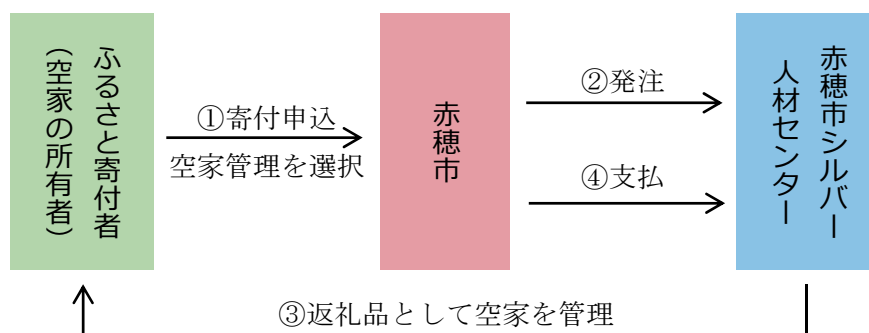 ふるさと寄付者
（空家の所有者）
①寄付申込
空家管理を選択
赤穂市
②発注
④支払
赤穂市シルバー
人材センター
③返礼品として空家を管理